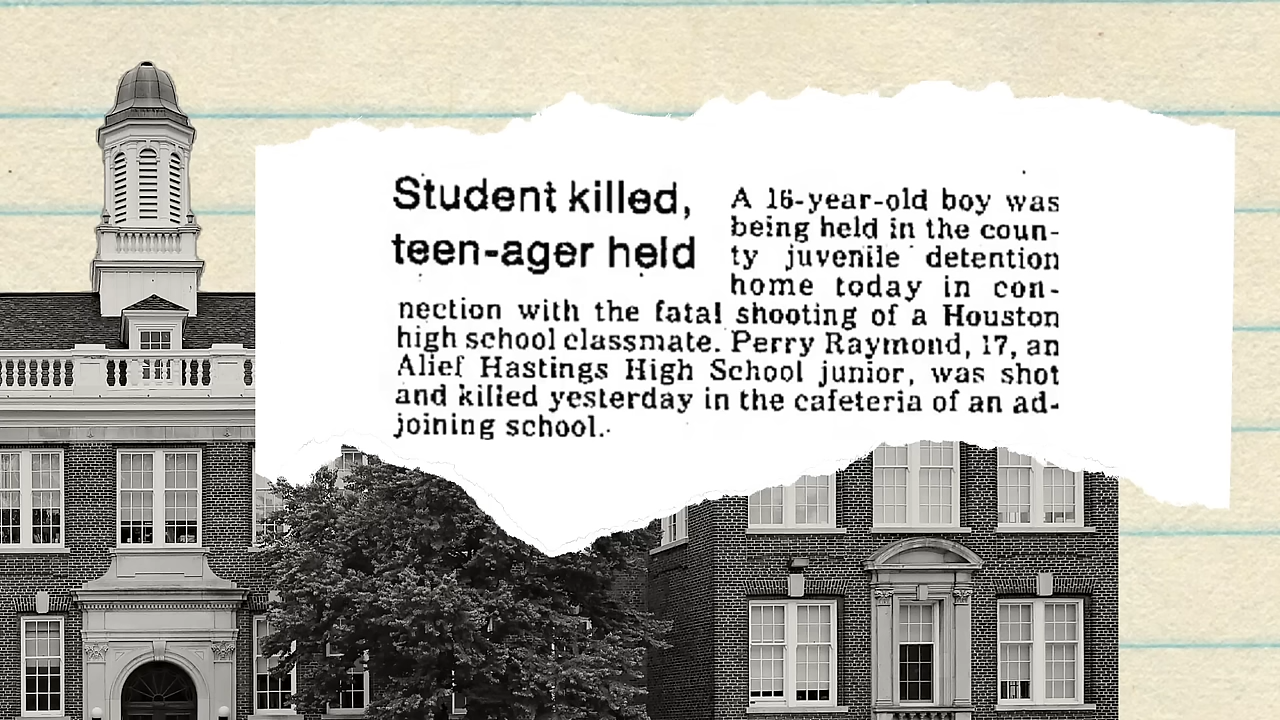 Student killed,
teen-ager held
A 16-year-old boy was
being held in the coun-
ty juvenile detention
home today in con-
nection with the fatal shooting of a Houston
high school classmate. Perry Raymond, 17, an
Alief Hastings High School junior, was shot
and killed yesterday in the cafeteria of an ad-
joining school.